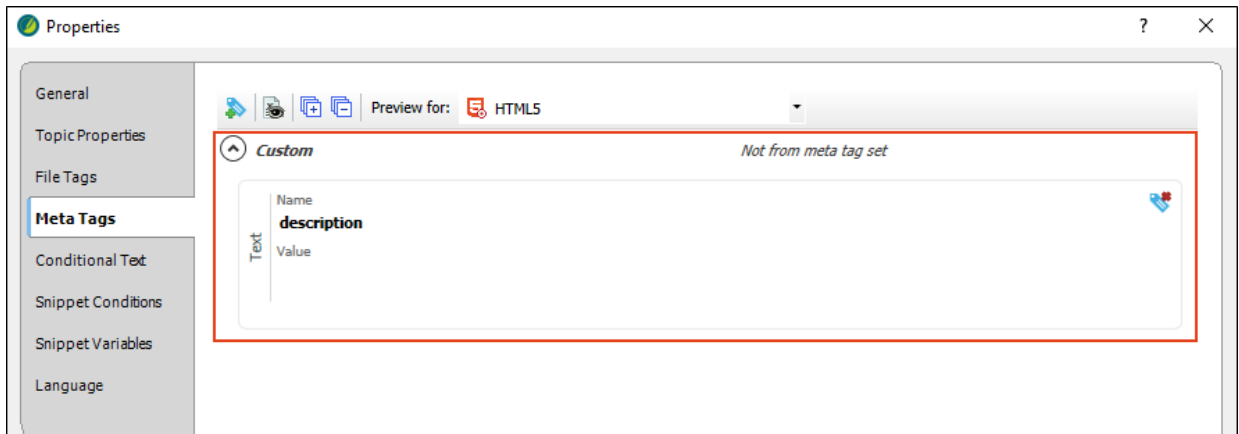 Properties
?
General
Topic Properties
File Tags
Meta Tags
Conditional Text
Snippet Conditions
Snippet Variables
Language
Preview for: HTML5
Custom Not from meta tag set
Text
Name
description
Value